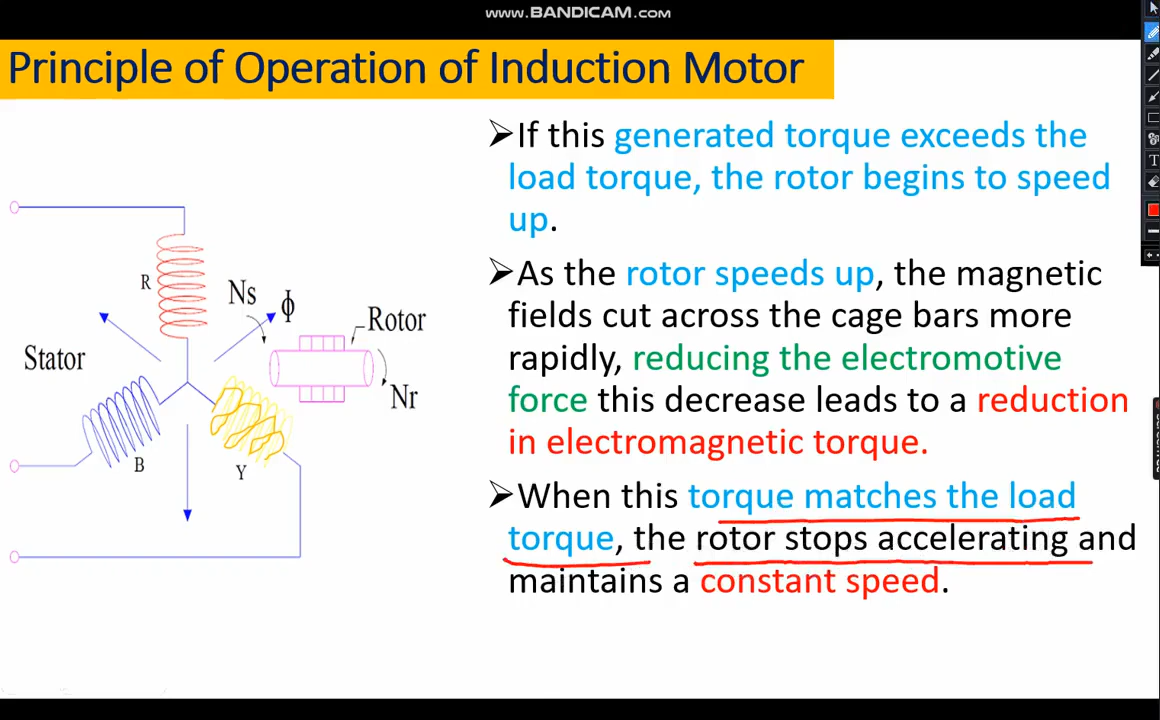 www.BANDICAM.com
Principle of Operation of Induction Motor
➢If this generated torque exceeds the
load torque, the rotor begins to speed
up.
➢As the rotor speeds up, the magnetic
fields cut across the cage bars more
rapidly, reducing the electromotive
force this decrease leads to a reduction
in electromagnetic torque.
➢When this torque matches the load
torque, the rotor stops accelerating and
maintains a constant speed.
R
Ns
ϕ
Rotor
Stator
Nr
B
Y
T